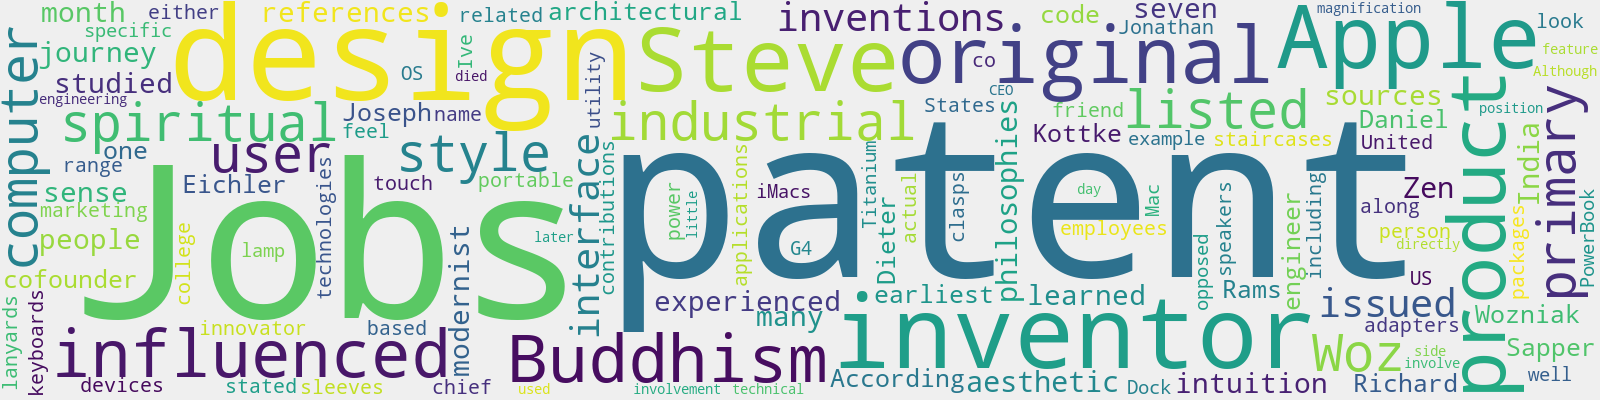 month
specific
journey
studied
engineering
computer
design
references
Ive
OS
died
related
architectural
either
inventions
code
seven
Jonathan
magnification
look
feature
Although
Steve
original
co
Apple
CEO
States
position
spiritual
Joseph
name
feel
utility
industrial
friend
listed
sources
Daniel
Kottke
example
staircases
United
one
range
user
style
interface
contributions
philosophies
product
primary
India
sense
Eichler
touch
portable
technologies
applications
iMacs
power
little
Titanium
actual
clasps
day
Mac
employees
speakers
including
Zen
along
person
directly
packages
PowerBook
marketing
people
college
lamp
Jobs
later
G4
Dieter
patent
opposed
Rams
engineer
US
cofounder
modernist
experienced
many
earliest
learned
issued
adapters
Wozniak
lanyards
keyboards
innovator
based
influenced
Buddhism
inventor
Woz
side
involve
Sapper
devices
stated
sleeves
chief
used
involvement
technical
According
aesthetic
Dock
intuition
Richard
well